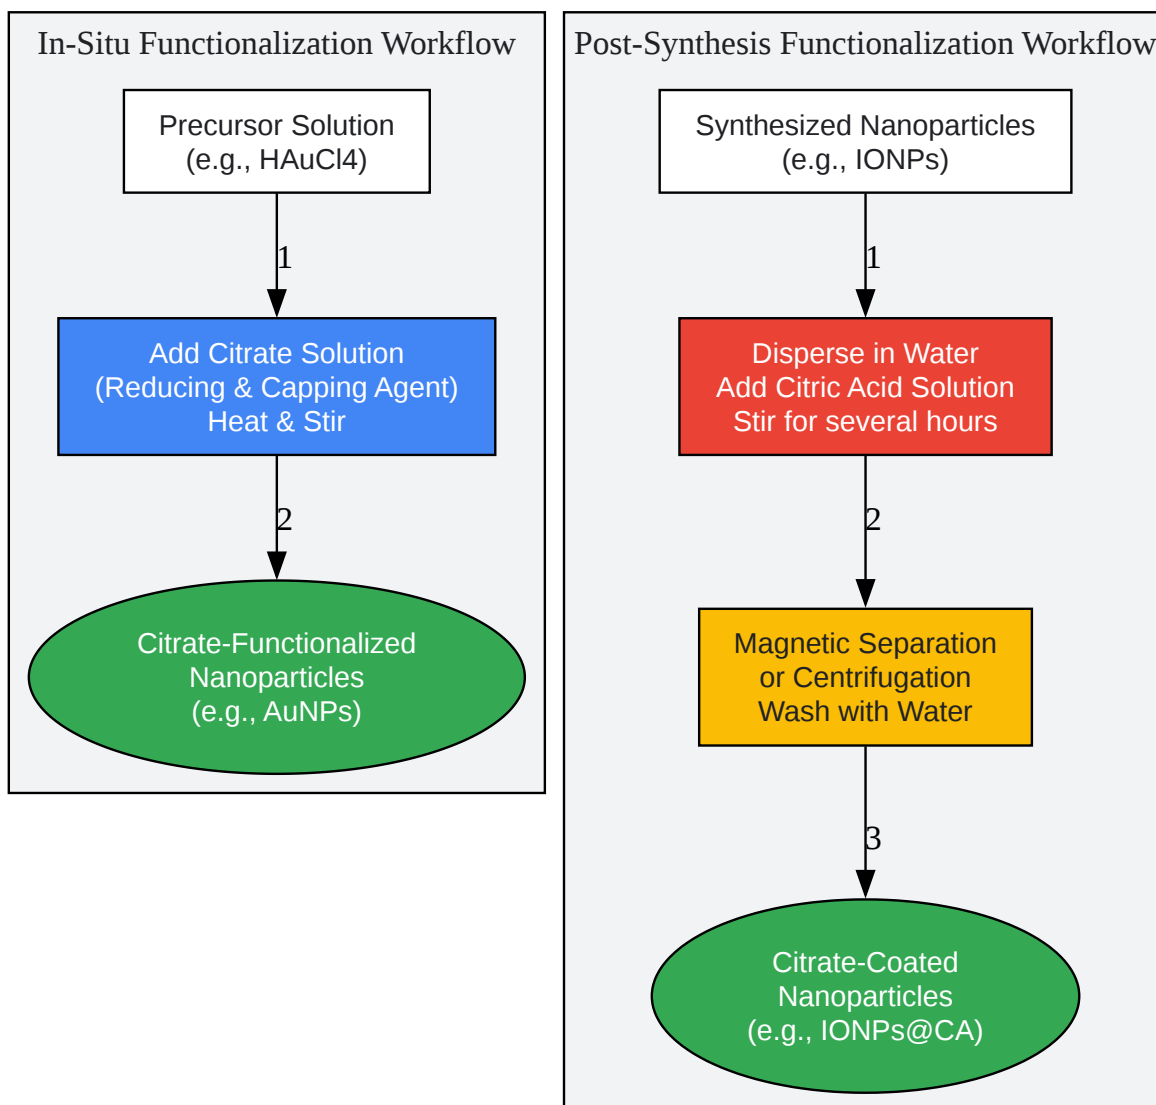 In-Situ Functionalization Workflow
Precursor Solution
(e.g., HAuCl4)
1
Add Citrate Solution
(Reducing & Capping Agent)
Heat & Stir
2
Citrate-Functionalized
Nanoparticles
(e.g., AuNPs)
Post-Synthesis Functionalization Workflow
Synthesized Nanoparticles
(e.g., IONPs)
1
Disperse in Water
Add Citric Acid Solution
Stir for several hours
2
Magnetic Separation
or Centrifugation
Wash with Water
3
Citrate-Coated
Nanoparticles
(e.g., IONPs@CA)